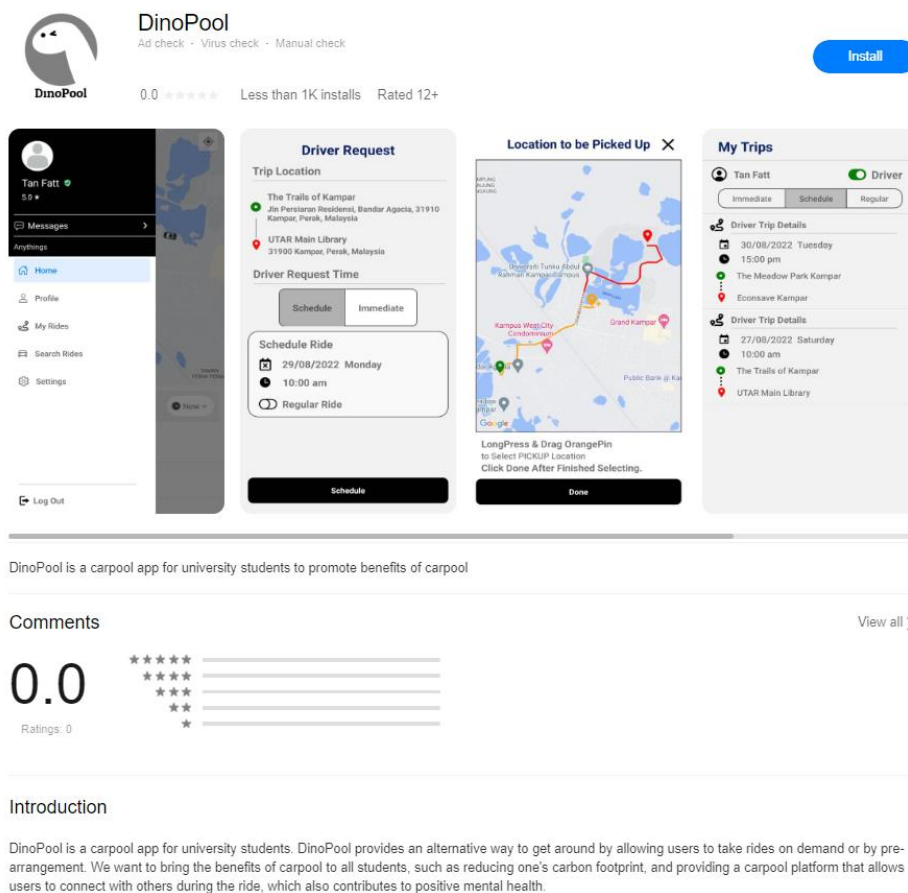 DinoPool
Ad check - Virus check - Manual check
Install
DinoPool
0.0 ★★★★★ Less than 1K installs Rated 12+
Tan Fatt
5.0 ★
Messages
Anythings
Home
Profile
My Rides
Search Rides
Settings
Now
Log Out
Driver Request
Trip Location
The Trails of Kampar
Jln Persiaran Residensi, Bandar Agacia, 31910
Kampar, Perak, Malaysia
UTAR Main Library
31900 Kampar, Perak, Malaysia
Driver Request Time
Schedule Immediate
Schedule Ride
29/08/2022 Monday
10:00 am
Regular Ride
Schedule
Location to be Picked Up X
Universiti Tunku Abdul
Rahman Kampar Campus
Kampus West City
Condominium
Grand Kampar
Public Bank @ Ka
Google
LongPress & Drag OrangePin
to Select PICKUP Location
Click Done After Finished Selecting.
Done
My Trips
Tan Fatt Driver
Immediate Schedule Regular
Driver Trip Details
30/08/2022 Tuesday
15:00 pm
The Meadow Park Kampar
Econsave Kampar
Driver Trip Details
27/08/2022 Saturday
10:00 am
The Trails of Kampar
UTAR Main Library
DinoPool is a carpool app for university students to promote benefits of carpool
Comments
View all
0.0
Ratings: 0
★★★★★
★★★★
★★★
★★
★
Introduction
DinoPool is a carpool app for university students. DinoPool provides an alternative way to get around by allowing users to take rides on demand or by pre-
arrangement. We want to bring the benefits of carpool to all students, such as reducing one's carbon footprint, and providing a carpool platform that allows
users to connect with others during the ride, which also contributes to positive mental health.